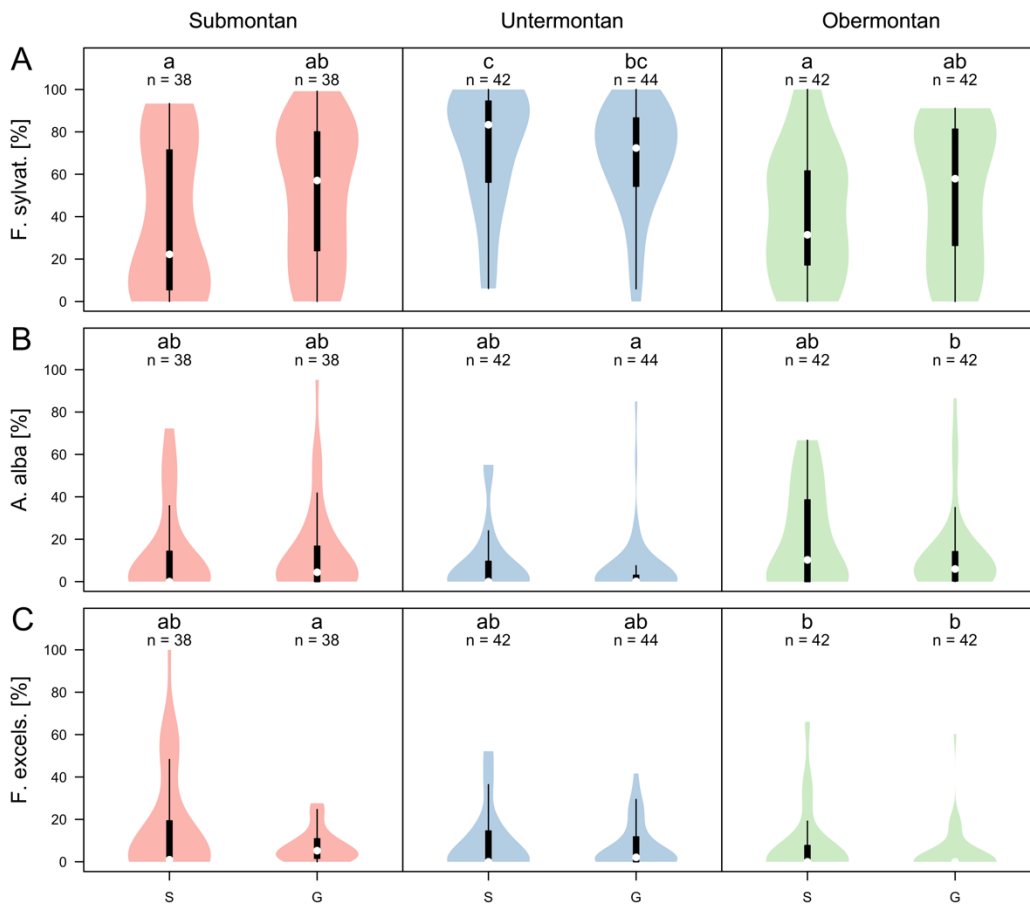 Submontan Untermontan Obermontan
A
F. sylvat. [%]
100
80
60
40
20
0
a ab c bc a ab
n = 38 n = 38 n = 42 n = 44 n = 42 n = 42
B
A. alba [%]
100
80
60
40
20
0
ab ab ab a ab b
n = 38 n = 38 n = 42 n = 44 n = 42 n = 42
C
F. excels. [%]
100
80
60
40
20
0
ab a ab ab b b
n = 38 n = 38 n = 42 n = 44 n = 42 n = 42
S G S G S G